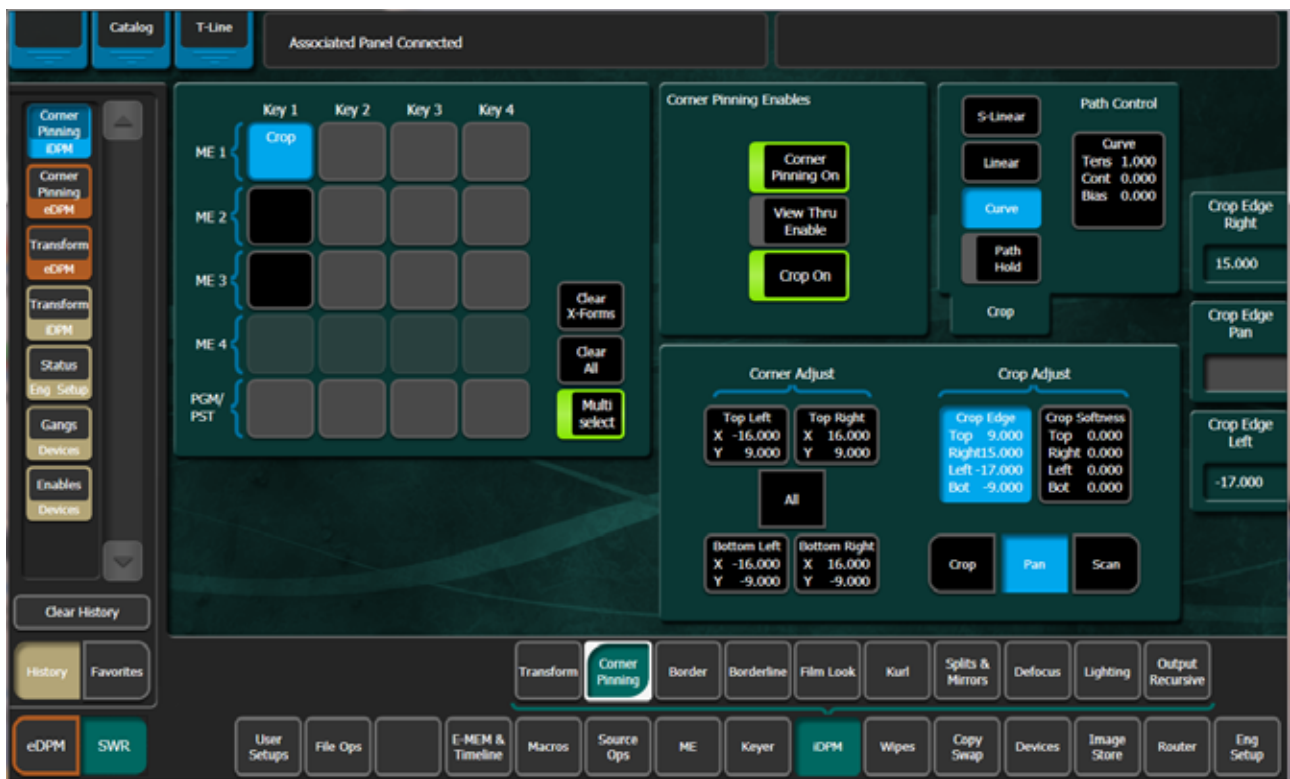 Catalog
T-Line
Associated Panel Connected
Corner
Pinning
iDPM
Corner
Pinning
eDPM
Transform
eDPM
Transform
iDPM
Status
Eng Setup
Gangs
Devices
Enables
Devices
Clear History
History
Favorites
Key 1 Key 2 Key 3 Key 4
ME 1
Crop
ME 2
ME 3
ME 4
PGM/
PST
Clear
X-Forms
Clear
All
Multi
select
Corner Pinning Enables
Corner
Pinning On
View Thru
Enable
Crop On
S-Linear
Linear
Curve
Path
Hold
Path Control
Curve
Tens 1.000
Cont 0.000
Bias 0.000
Crop
Crop Edge
Right
15.000
Crop Edge
Pan
Crop Edge
Left
-17.000
Corner Adjust
Top Left
X -16.000
Y 9.000
Top Right
X 16.000
Y 9.000
All
Bottom Left
X -16.000
Y -9.000
Bottom Right
X 16.000
Y -9.000
Crop Adjust
Crop Edge
Top 9.000
Right15.000
Left -17.000
Bot -9.000
Crop Softness
Top 0.000
Right 0.000
Left 0.000
Bot 0.000
Crop
Pan
Scan
Transform
Corner
Pinning
Border
Borderline
Film Look
Kurl
Splits &
Mirrors
Defocus
Lighting
Output
Recursive
eDPM
SWR
User
Setups
File Ops
E-MEM &
Timeline
Macros
Source
Ops
ME
Keyer
iDPM
Wipes
Copy
Swap
Devices
Image
Store
Router
Eng
Setup